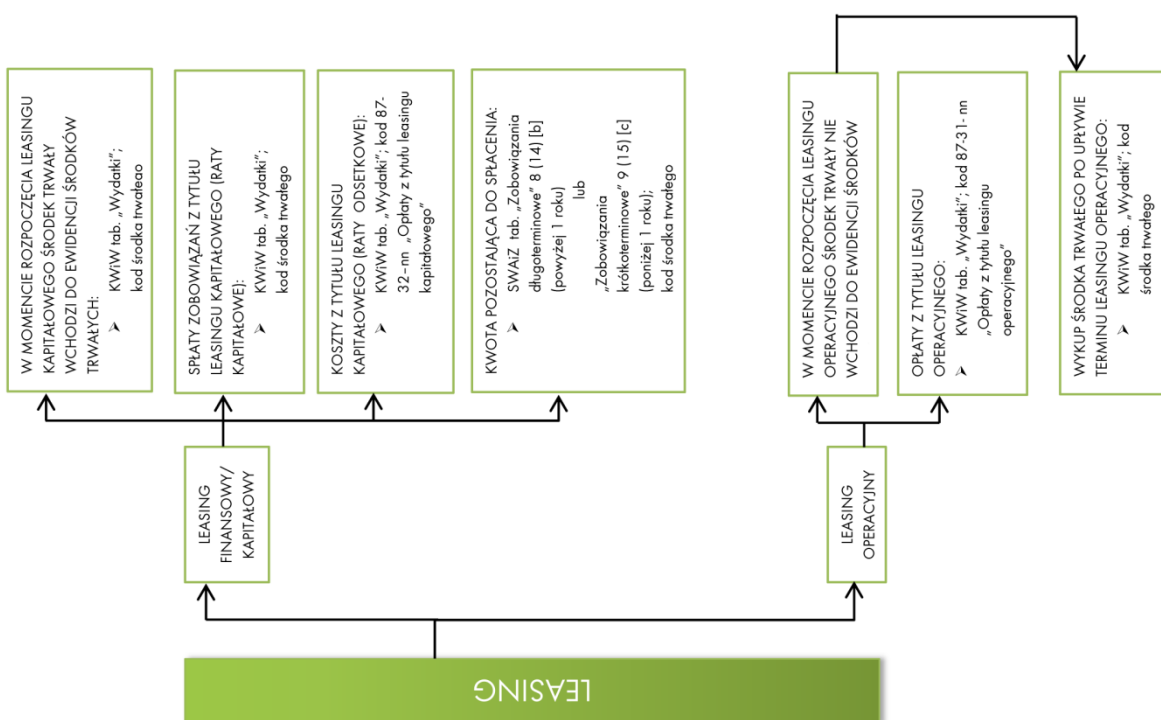 LEASING
LEASING
FINANSOWY/
KAPITAŁOWY
W MOMENCIE ROZPOCZĘCIA LEASINGU
KAPITAŁOWEGO ŚRODEK TRWAŁY
WCHODZI DO EWIDENCJI ŚRODKÓW
TRWAŁYCH:
➢ KWiW tab. „Wydatki”;
kod środka trwałego
SPŁATY ZOBOWIĄZAŃ Z TYTUŁU
LEASINGU KAPITAŁOWEGO (RATY
KAPITAŁOWE):
➢ KWiW tab. „Wydatki”;
kod środka trwałego
KOSZTY Z TYTUŁU LEASINGU
KAPITAŁOWEGO (RATY ODSETKOWE):
➢ KWiW tab. „Wydatki”; kod 87-
32–nn „Opłaty z tytułu leasingu
kapitałowego”
KWOTA POZOSTAJĄCA DO SPŁACENIA:
➢ SWAiZ tab. „Zobowiązania
długoterminowe” 8 (14) [b]
(powyżej 1 roku)
lub
„Zobowiązania
krótkoterminowe” 9 (15) [c]
(poniżej 1 roku);
kod środka trwałego
LEASING
OPERACYJNY
W MOMENCIE ROZPOCZĘCIA LEASINGU
OPERACYJNEGO ŚRODEK TRWAŁY NIE
WCHODZI DO EWIDENCJI ŚRODKÓW
OPŁATY Z TYTUŁU LEASINGU
OPERACYJNEGO:
➢ KWiW tab. „Wydatki”; kod 87-31- nn
„Opłaty z tytułu leasingu
operacyjnego”
WYKUP ŚRODKA TRWAŁEGO PO UPŁYWIE
TERMINU LEASINGU OPERACYJNEGO:
➢ KWiW tab. „Wydatki”; kod
środka trwałego